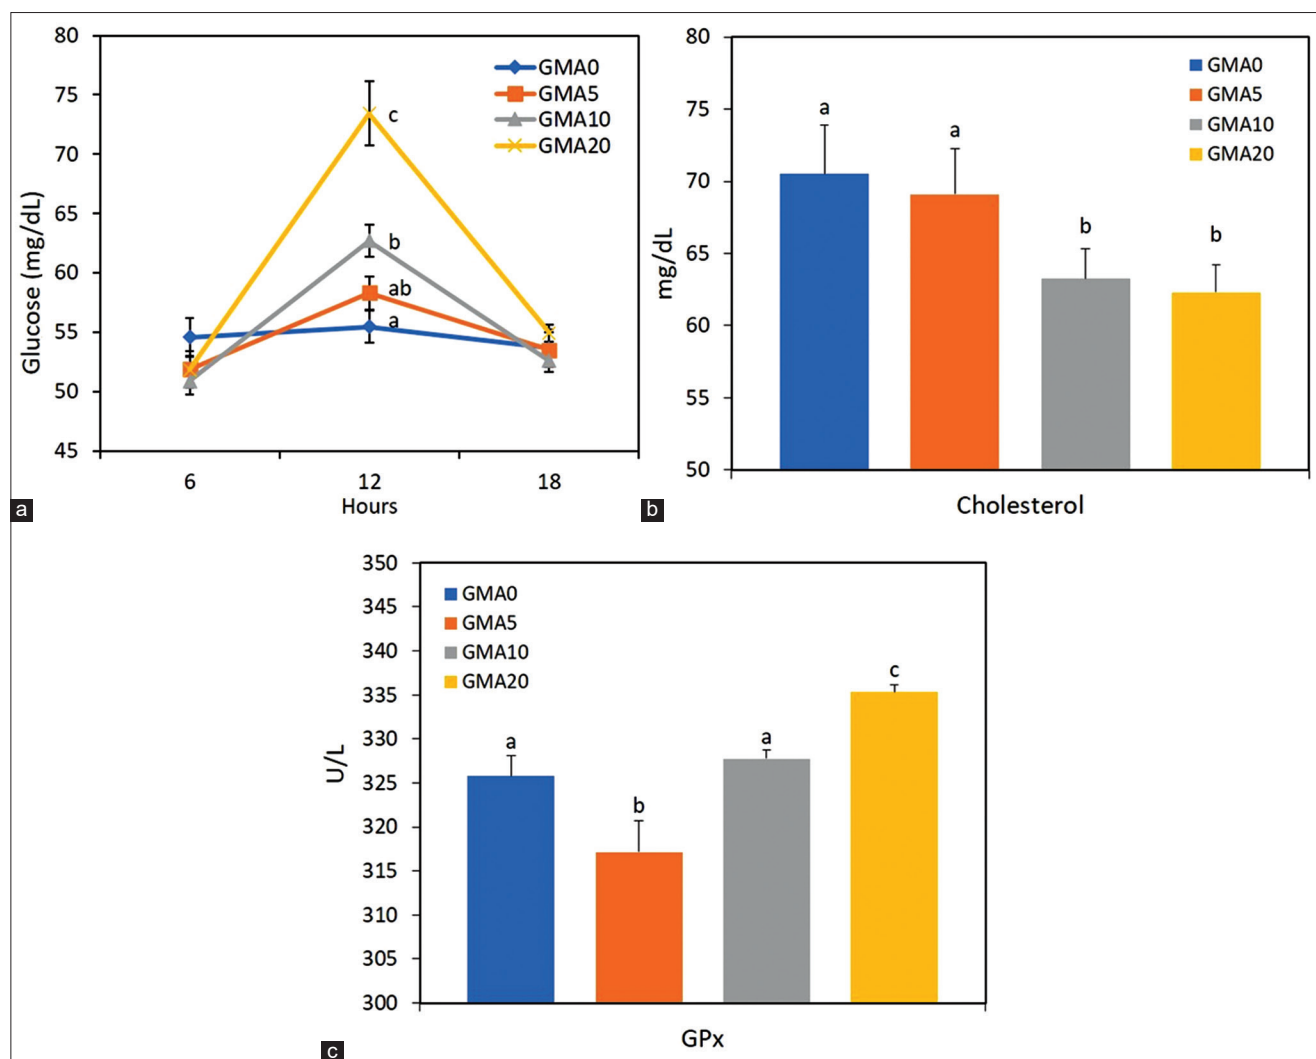 80
75
70
65
60
55
50
45
Glucose (mg/dL)
GMA0
GMA5
GMA10
GMA20
c
b
ab
a
6
12
18
Hours
a
80
75
70
65
60
55
50
mg/dL
GMA0
GMA5
GMA10
GMA20
a
a
b
b
Cholesterol
b
350
345
340
335
330
325
320
315
310
305
300
U/L
GMA0
GMA5
GMA10
GMA20
a
b
a
c
GPx
c